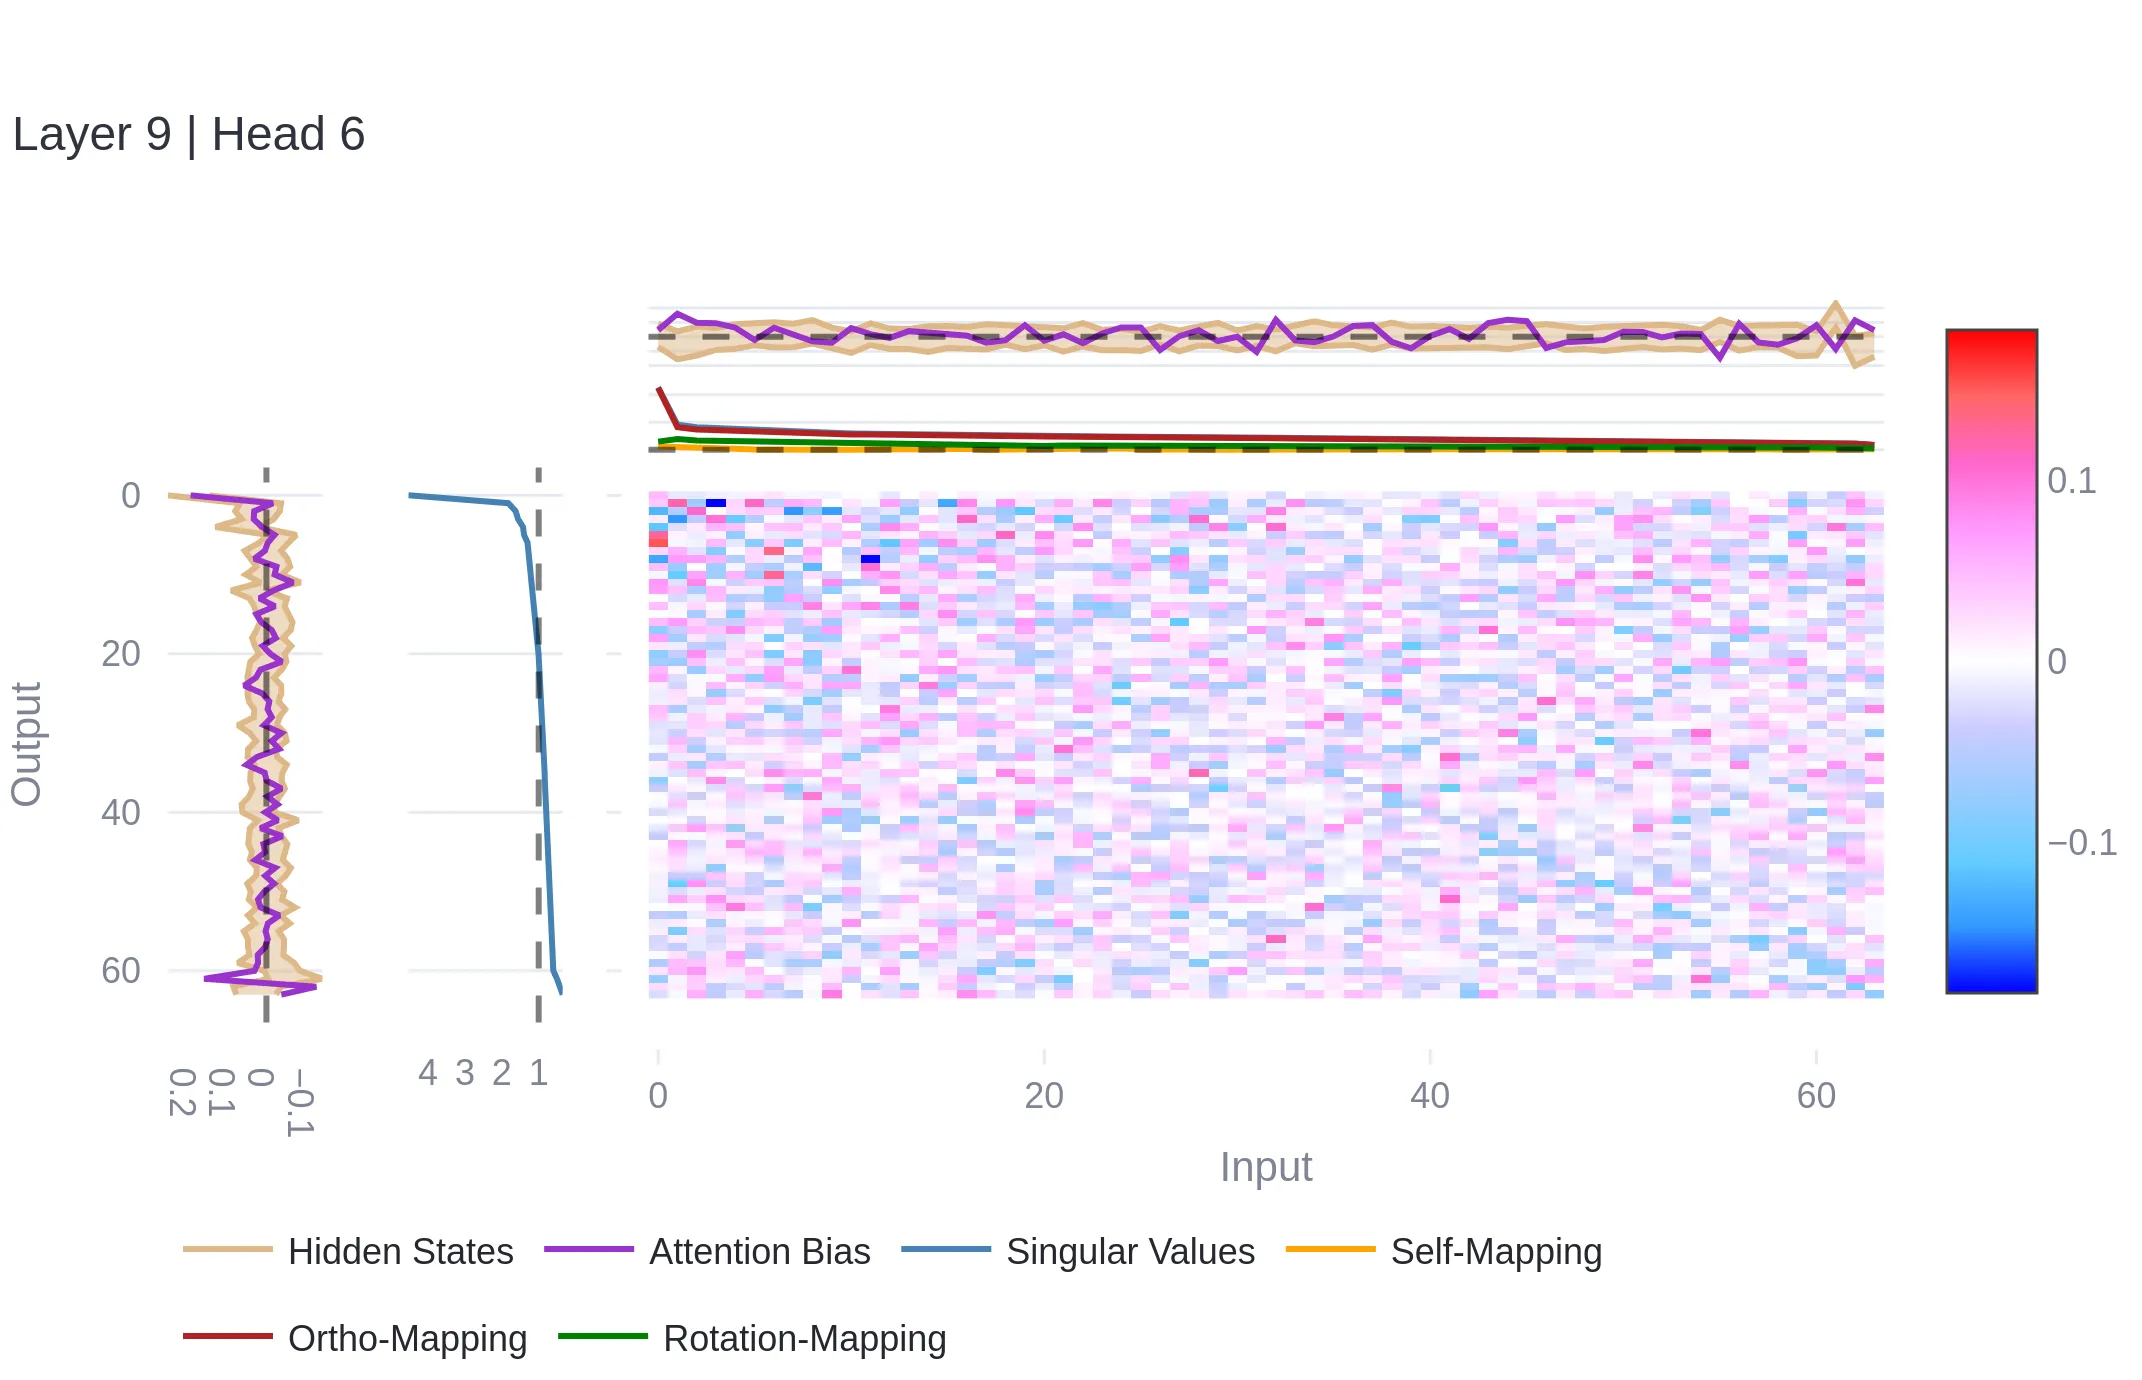 Layer 9 | Head 6
0
20
40
60
Output
0.2
0.1
0
−0.1
4 3 2 1
0 20 40 60
Input
0.1
0
−0.1
Hidden States Attention Bias Singular Values Self-Mapping
Ortho-Mapping Rotation-Mapping